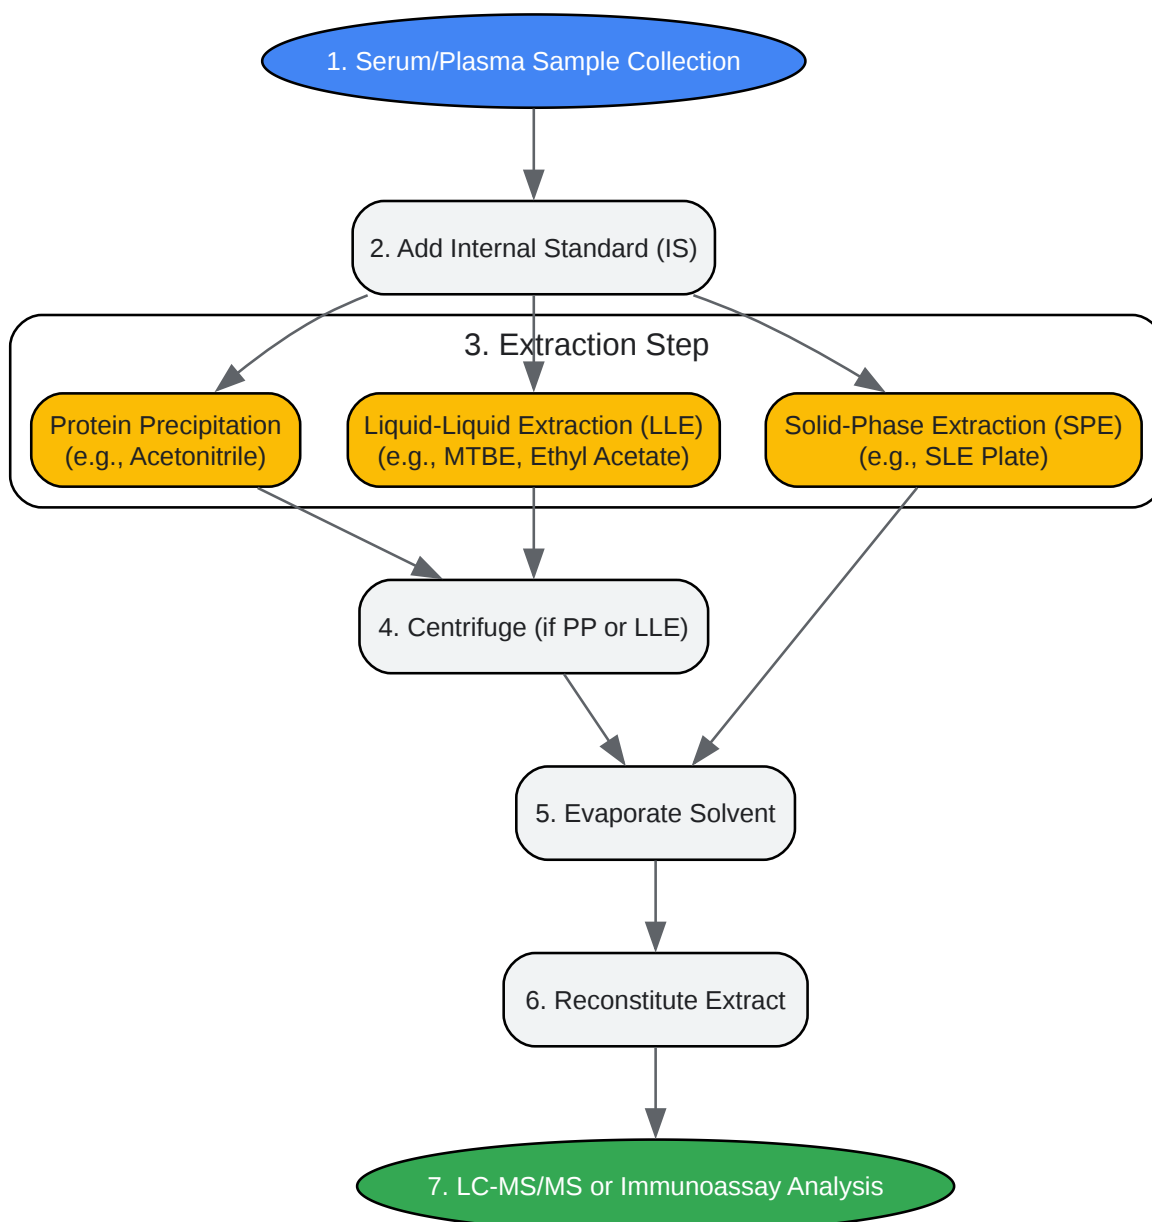 1. Serum/Plasma Sample Collection
2. Add Internal Standard (IS)
3. Extraction Step
Protein Precipitation
(e.g., Acetonitrile)
Liquid-Liquid Extraction (LLE)
(e.g., MTBE, Ethyl Acetate)
Solid-Phase Extraction (SPE)
(e.g., SLE Plate)
4. Centrifuge (if PP or LLE)
5. Evaporate Solvent
6. Reconstitute Extract
7. LC-MS/MS or Immunoassay Analysis